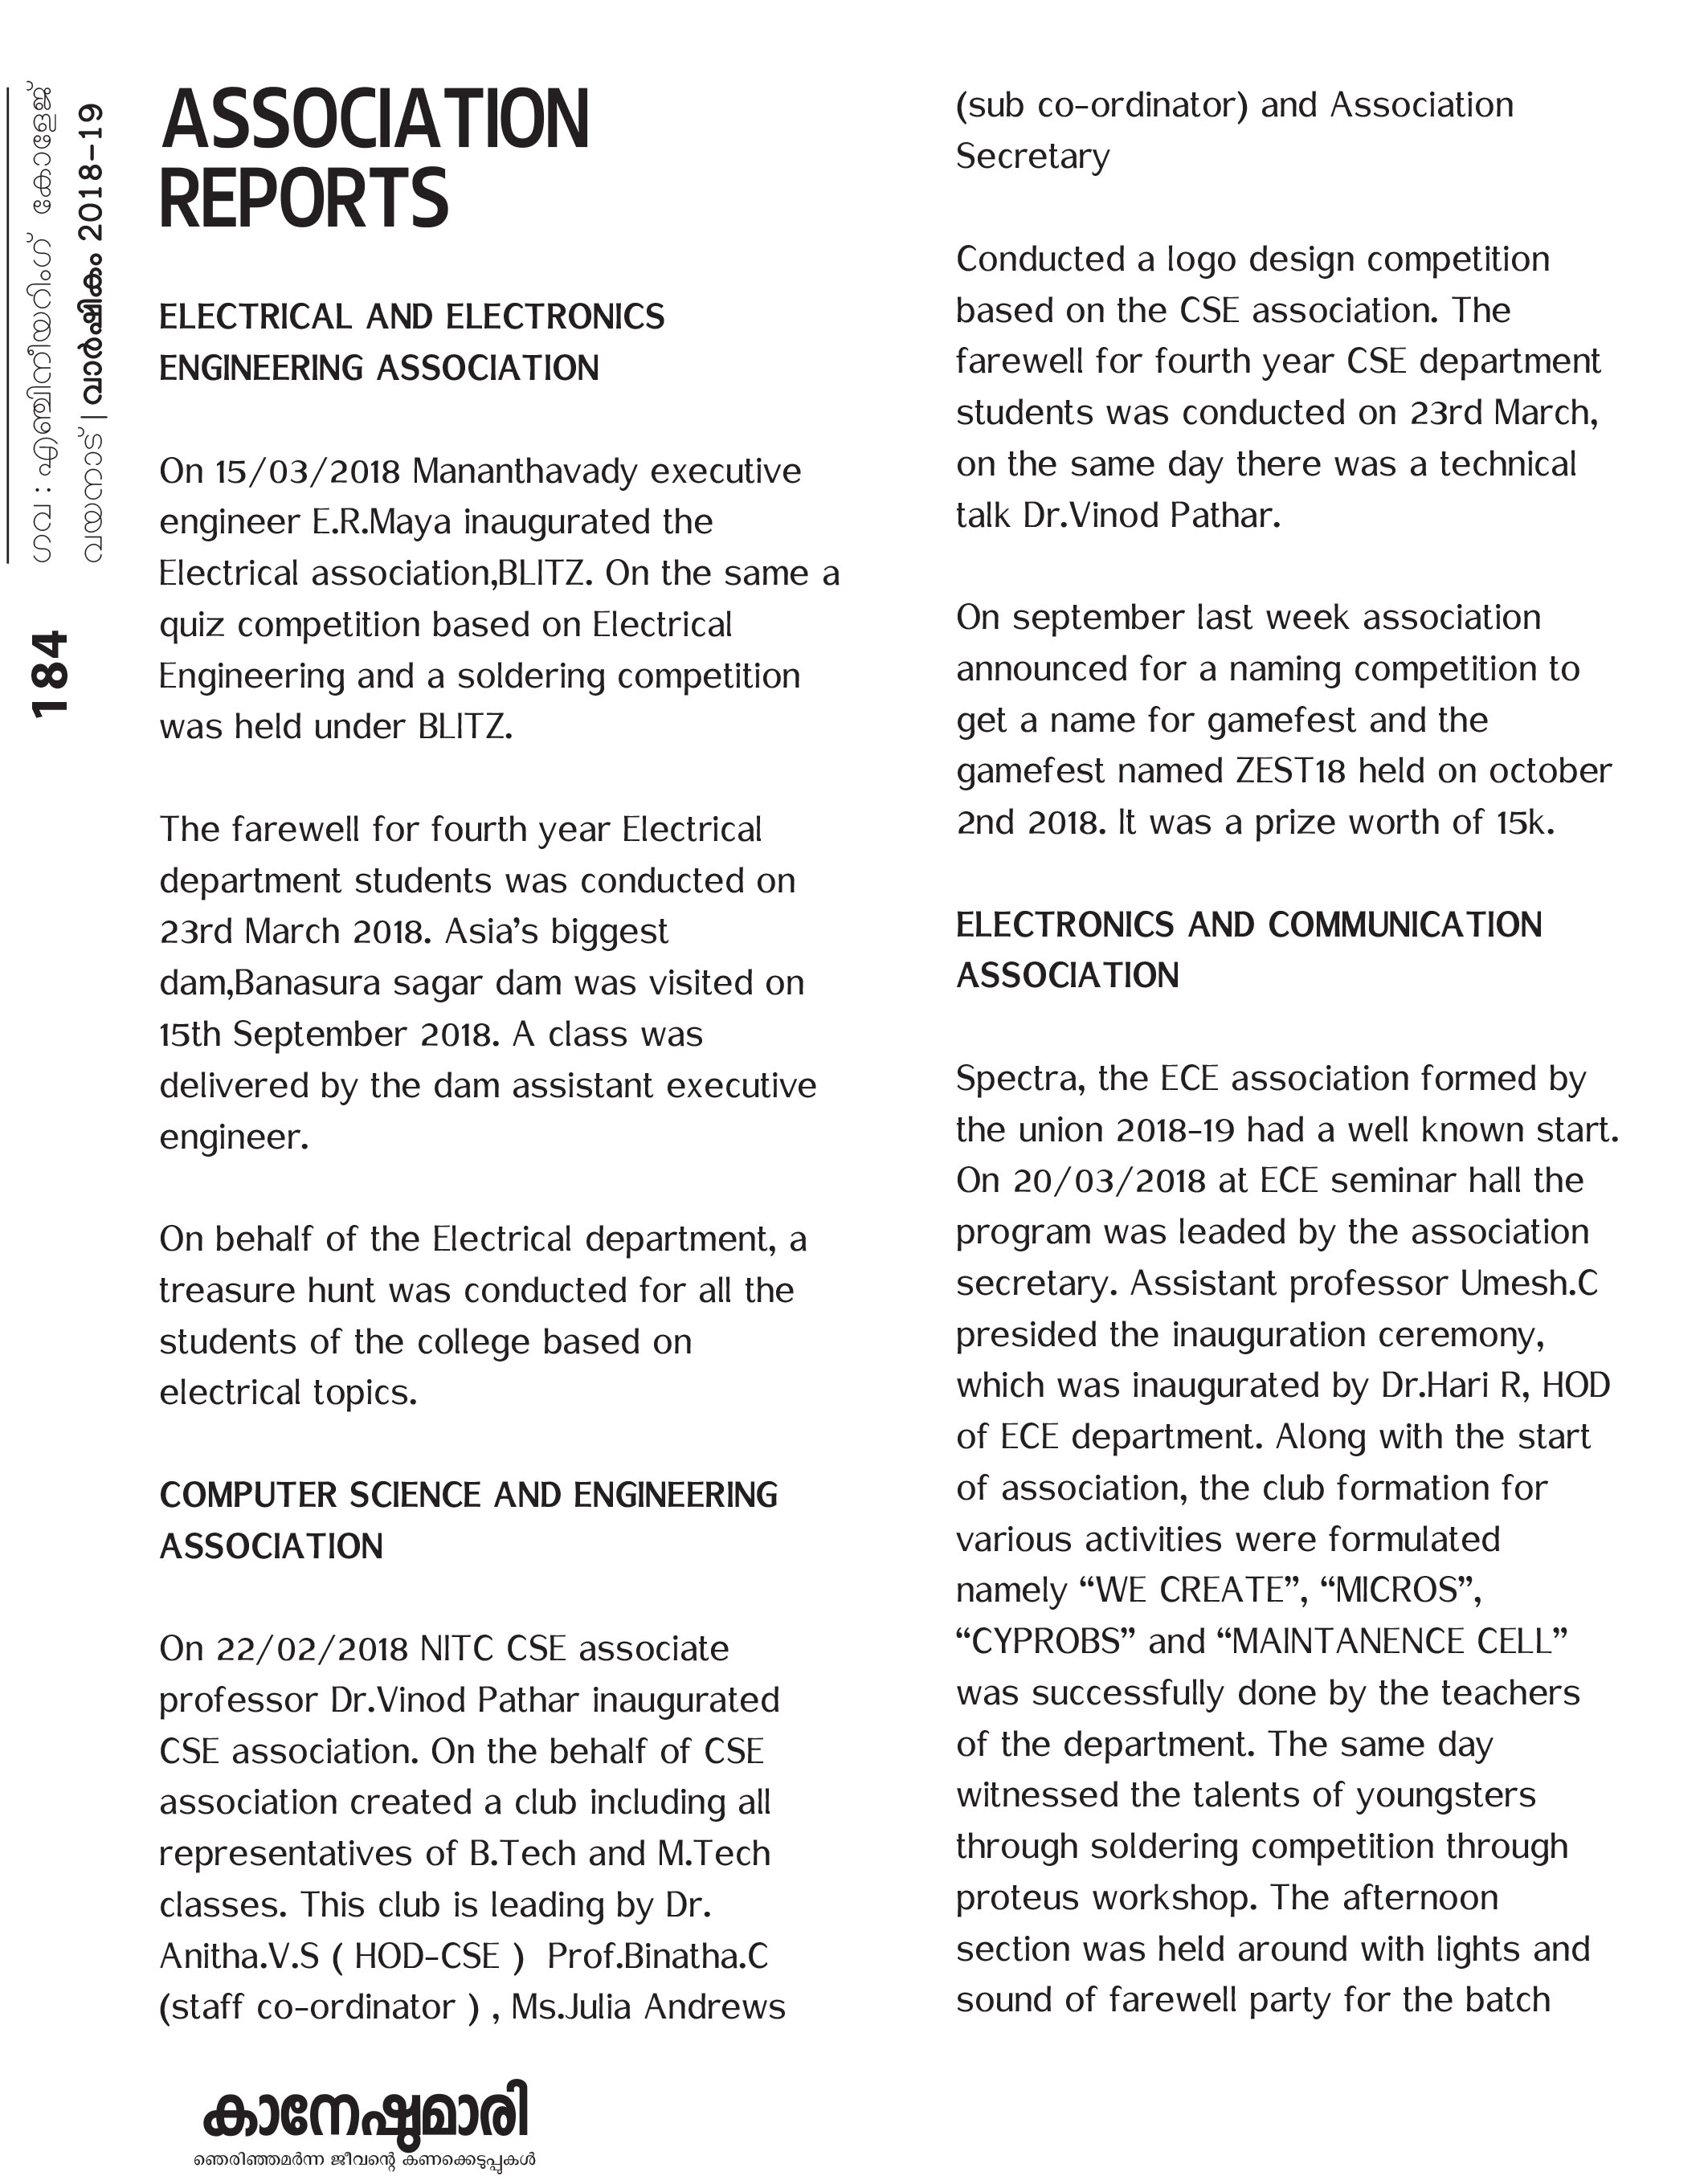 ഗവ : എഞ്ചിനീയറിംഗ് കോളേജ്
വയനാട് | വാർഷികം 2018-19
184
ASSOCIATION
REPORTS
ELECTRICAL AND ELECTRONICS
ENGINEERING ASSOCIATION
On 15/03/2018 Mananthavady executive
engineer E.R.Maya inaugurated the
Electrical association,BLITZ. On the same a
quiz competition based on Electrical
Engineering and a soldering competition
was held under BLITZ.
The farewell for fourth year Electrical
department students was conducted on
23rd March 2018. Asia’s biggest
dam,Banasura sagar dam was visited on
15th September 2018. A class was
delivered by the dam assistant executive
engineer.
On behalf of the Electrical department, a
treasure hunt was conducted for all the
students of the college based on
electrical topics.
COMPUTER SCIENCE AND ENGINEERING
ASSOCIATION
On 22/02/2018 NITC CSE associate
professor Dr.Vinod Pathar inaugurated
CSE association. On the behalf of CSE
association created a club including all
representatives of B.Tech and M.Tech
classes. This club is leading by Dr.
Anitha.V.S ( HOD-CSE )  Prof.Binatha.C
(staff co-ordinator ) , Ms.Julia Andrews
(sub co-ordinator) and Association
Secretary
Conducted a logo design competition
based on the CSE association. The
farewell for fourth year CSE department
students was conducted on 23rd March,
on the same day there was a technical
talk Dr.Vinod Pathar.
On september last week association
announced for a naming competition to
get a name for gamefest and the
gamefest named ZEST18 held on october
2nd 2018. It was a prize worth of 15k.
ELECTRONICS AND COMMUNICATION
ASSOCIATION
Spectra, the ECE association formed by
the union 2018-19 had a well known start.
On 20/03/2018 at ECE seminar hall the
program was leaded by the association
secretary. Assistant professor Umesh.C
presided the inauguration ceremony,
which was inaugurated by Dr.Hari R, HOD
of ECE department. Along with the start
of association, the club formation for
various activities were formulated
namely “WE CREATE”, “MICROS”,
“CYPROBS” and “MAINTANENCE CELL”
was successfully done by the teachers
of the department. The same day
witnessed the talents of youngsters
through soldering competition through
proteus workshop. The afternoon
section was held around with lights and
sound of farewell party for the batch
കാനേഷുമാരി
ഞെരിഞ്ഞമർന്ന ജീവന്റെ കണക്കെടുപ്പുകൾ